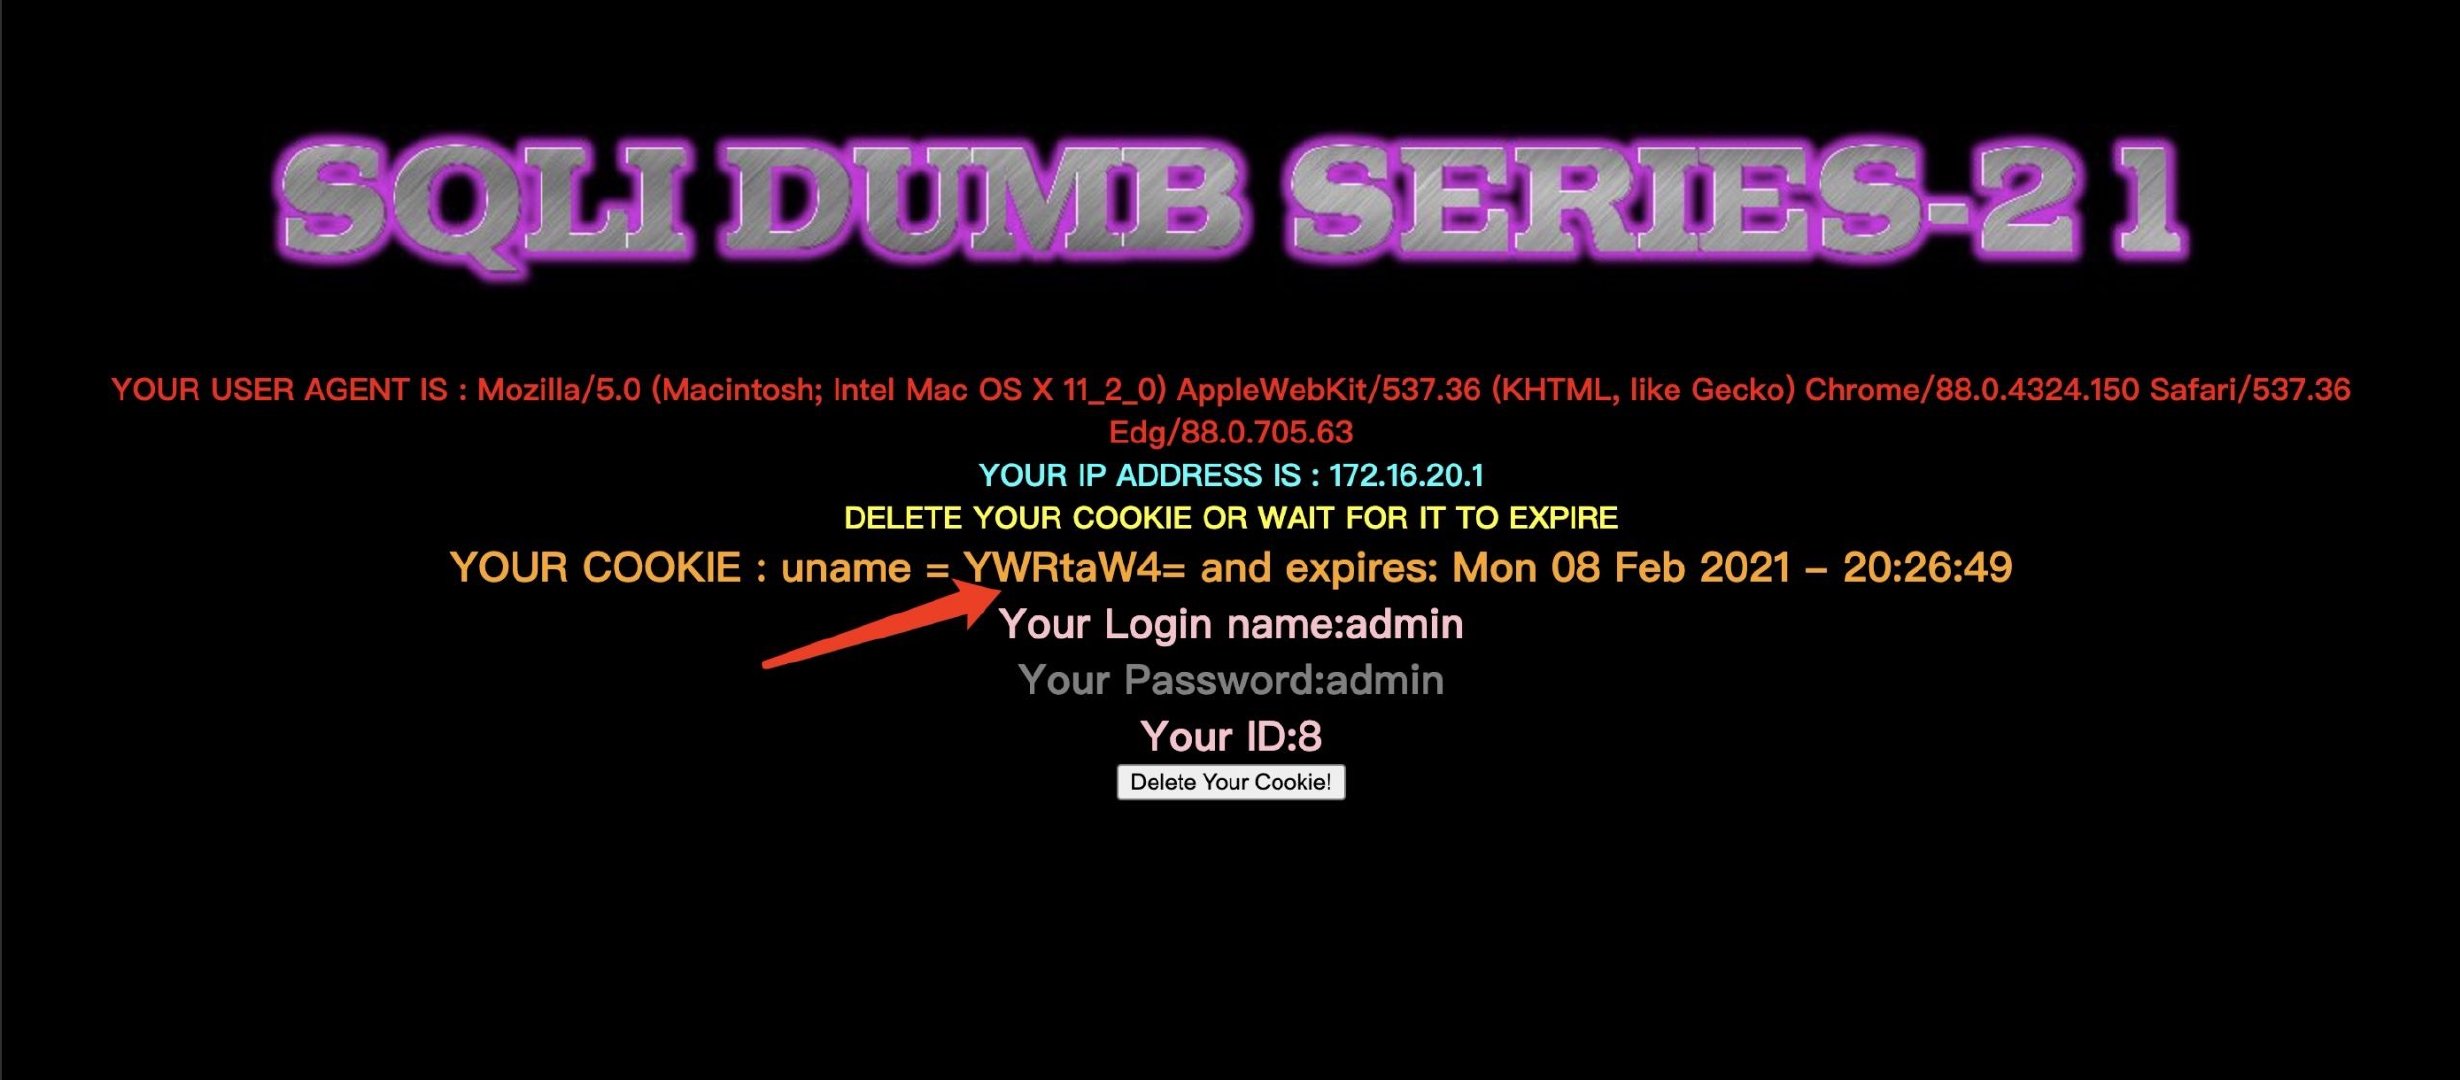 SQLI DUMB SERIES-21
YOUR USER AGENT IS : Mozilla/5.0 (Macintosh; Intel Mac OS X 11_2_0) AppleWebKit/537.36 (KHTML, like Gecko) Chrome/88.0.4324.150 Safari/537.36
Edg/88.0.705.63
YOUR IP ADDRESS IS : 172.16.20.1
DELETE YOUR COOKIE OR WAIT FOR IT TO EXPIRE
YOUR COOKIE : uname = YWRtaW4= and expires: Mon 08 Feb 2021 – 20:26:49
Your Login name:admin
Your Password:admin
Your ID:8
Delete Your Cookie!